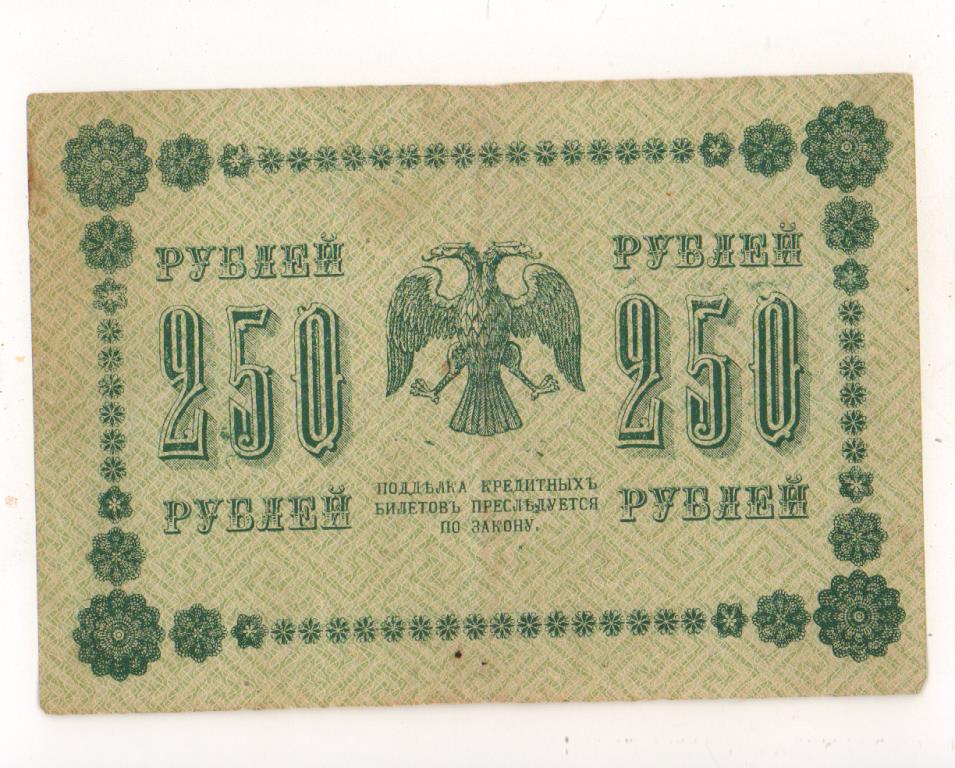 РУБЛЕЙ
250
РУБЛЕЙ
ПОДДѢЛКА КРЕДИТНЫХЪ
БИЛЕТОВЪ ПРЕСЛѢДУЕТСЯ
ПО ЗАКОНУ.
РУБЛЕЙ
250
РУБЛЕЙ